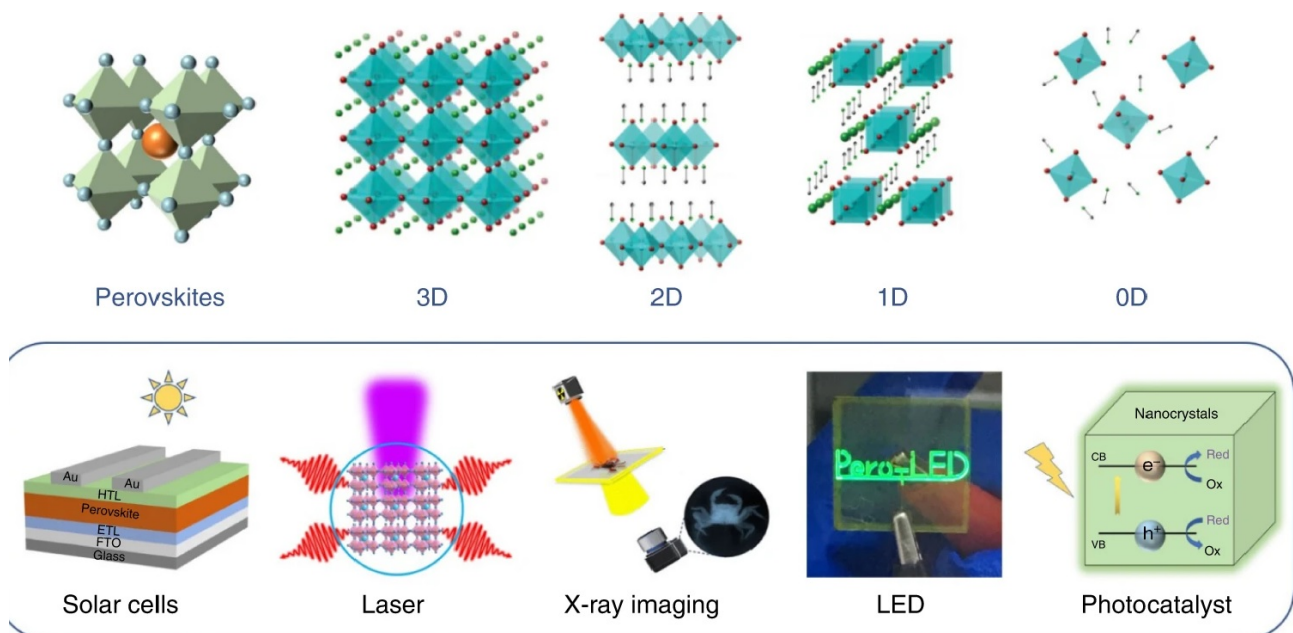 Perovskites
3D
2D
1D
0D
Au
Au
HTL
Perovskite
ETL
FTO
Glass
Solar cells
Laser
X-ray imaging
Pero-LED
LED
Nanocrystals
CB
e⁻
Red
Ox
VB
h⁺
Red
Ox
Photocatalyst